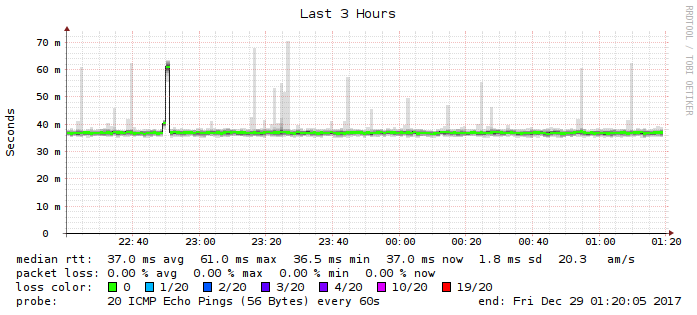 Last 3 Hours
RRDTOOL / TOBI OETIKER
Seconds
70 m
60 m
50 m
40 m
30 m
20 m
10 m
0
22:40 23:00 23:20 23:40 00:00 00:20 00:40 01:00 01:20
median rtt: 37.0 ms avg 61.0 ms max 36.5 ms min 37.0 ms now 1.8 ms sd 20.3 am/s
packet loss: 0.00 % avg 0.00 % max 0.00 % min 0.00 % now
loss color: 0 1/20 2/20 3/20 4/20 10/20 19/20
probe: 20 ICMP Echo Pings (56 Bytes) every 60s end: Fri Dec 29 01:20:05 2017